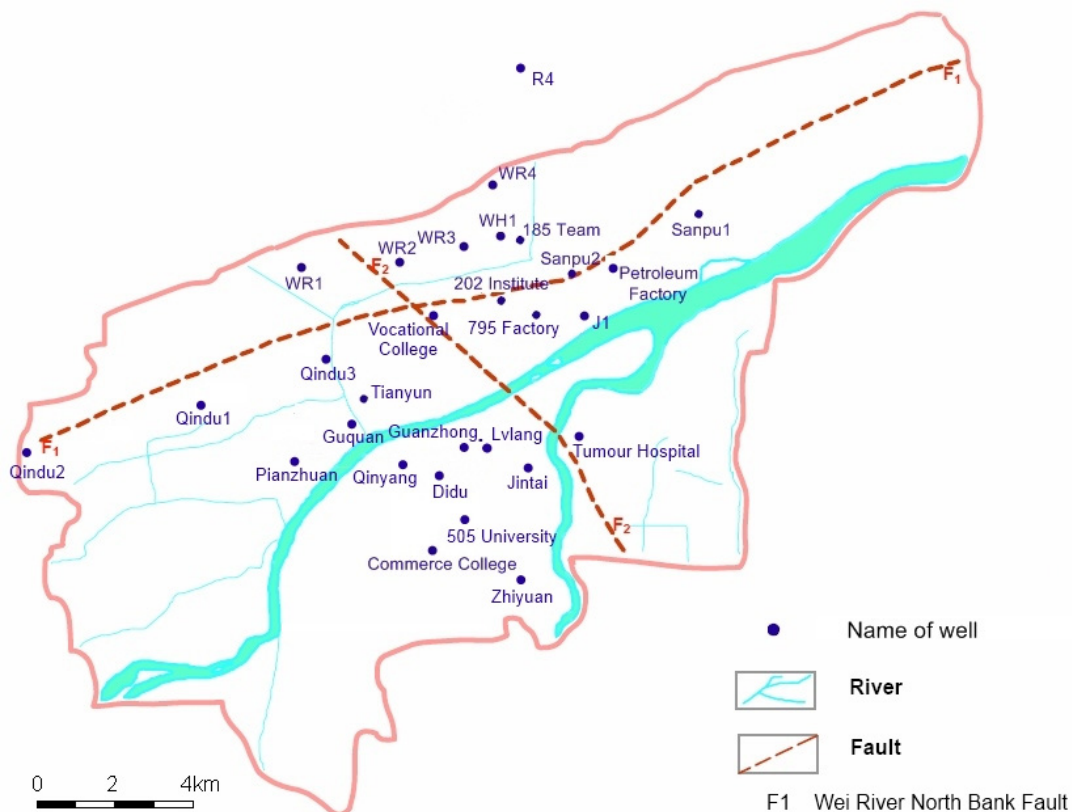 R4
F1
WR4
WH1
185 Team
WR3
WR2
Sanpu1
Sanpu2
F2
WR1
202 Institute
Petroleum
Factory
Vocational
College
795 Factory
J1
Qindu3
Tianyun
Qindu1
Guquan
Guanzhong
Lvlang
F1
Qindu2
Pianzhuan
Qinyang
Didu
Jintai
Tumour Hospital
505 University
F2
Commerce College
Zhiyuan
Name of well
River
Fault
0 2 4km
F1 Wei River North Bank Fault